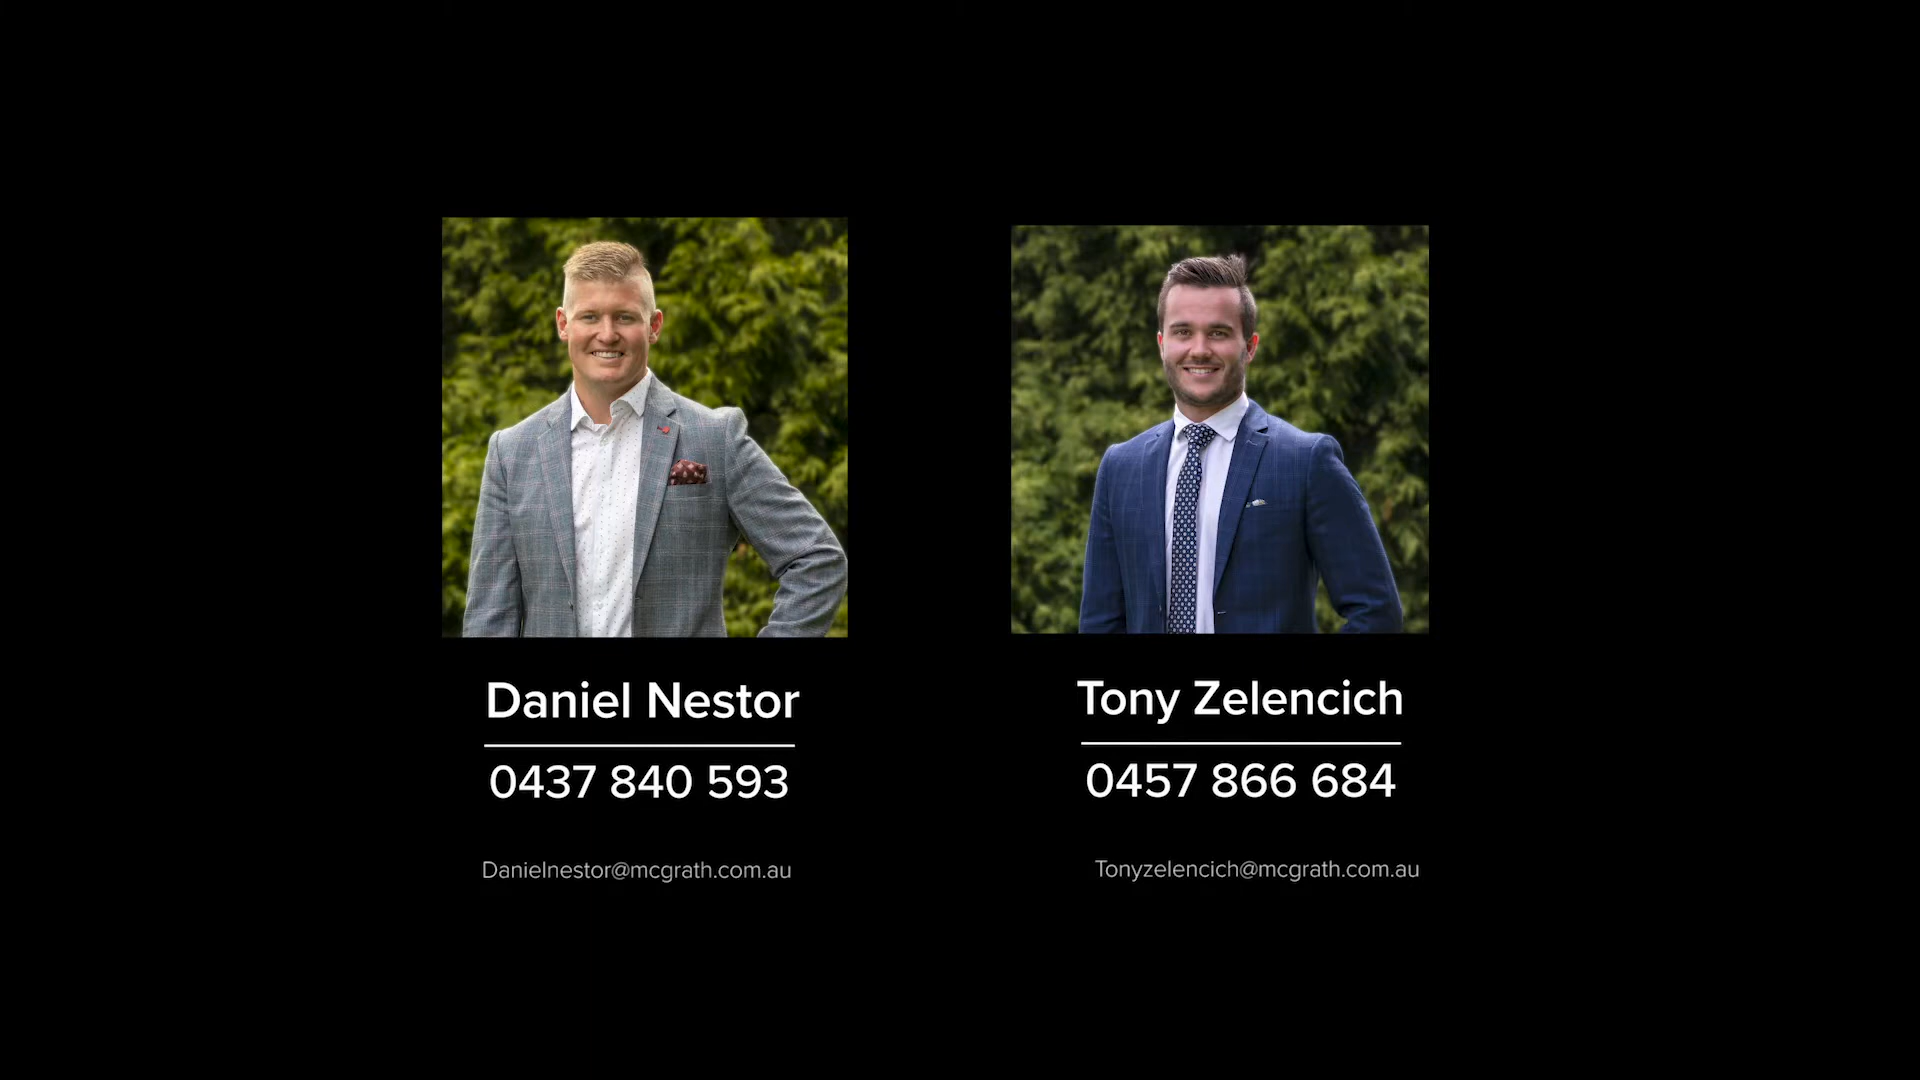 Daniel Nestor
0437 840 593
Danielnestor@mcgrath.com.au
Tony Zelencich
0457 866 684
Tonyzelencich@mcgrath.com.au